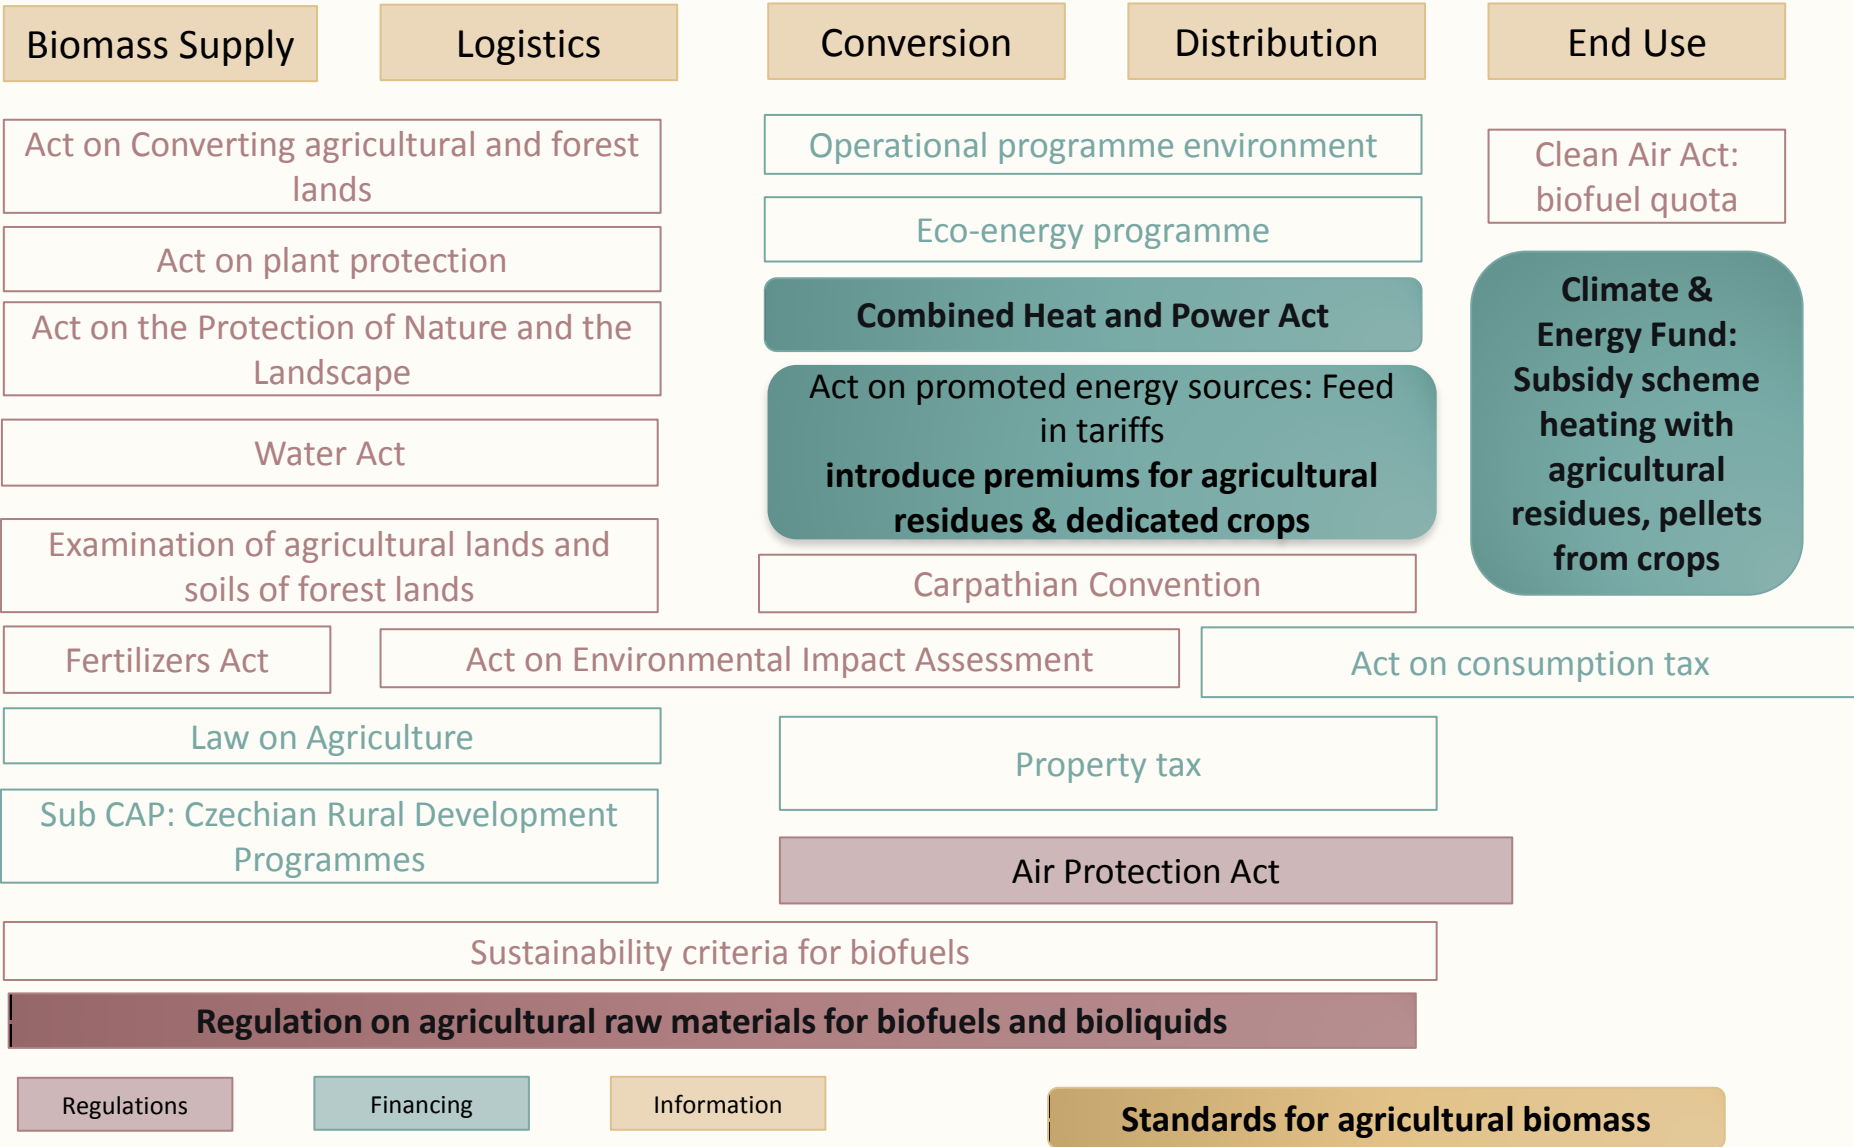 Biomass Supply
Logistics
Conversion
Distribution
End Use
Act on Converting agricultural and forest
lands
Act on plant protection
Act on the Protection of Nature and the
Landscape
Water Act
Examination of agricultural lands and
soils of forest lands
Operational programme environment
Eco-energy programme
Combined Heat and Power Act
Act on promoted energy sources: Feed
in tariffs
introduce premiums for agricultural
residues & dedicated crops
Carpathian Convention
Clean Air Act:
biofuel quota
Climate &
Energy Fund:
Subsidy scheme
heating with
agricultural
residues, pellets
from crops
Fertilizers Act
Act on Environmental Impact Assessment
Act on consumption tax
Law on Agriculture
Sub CAP: Czechian Rural Development
Programmes
Property tax
Air Protection Act
Sustainability criteria for biofuels
Regulation on agricultural raw materials for biofuels and bioliquids
Regulations
Financing
Information
Standards for agricultural biomass